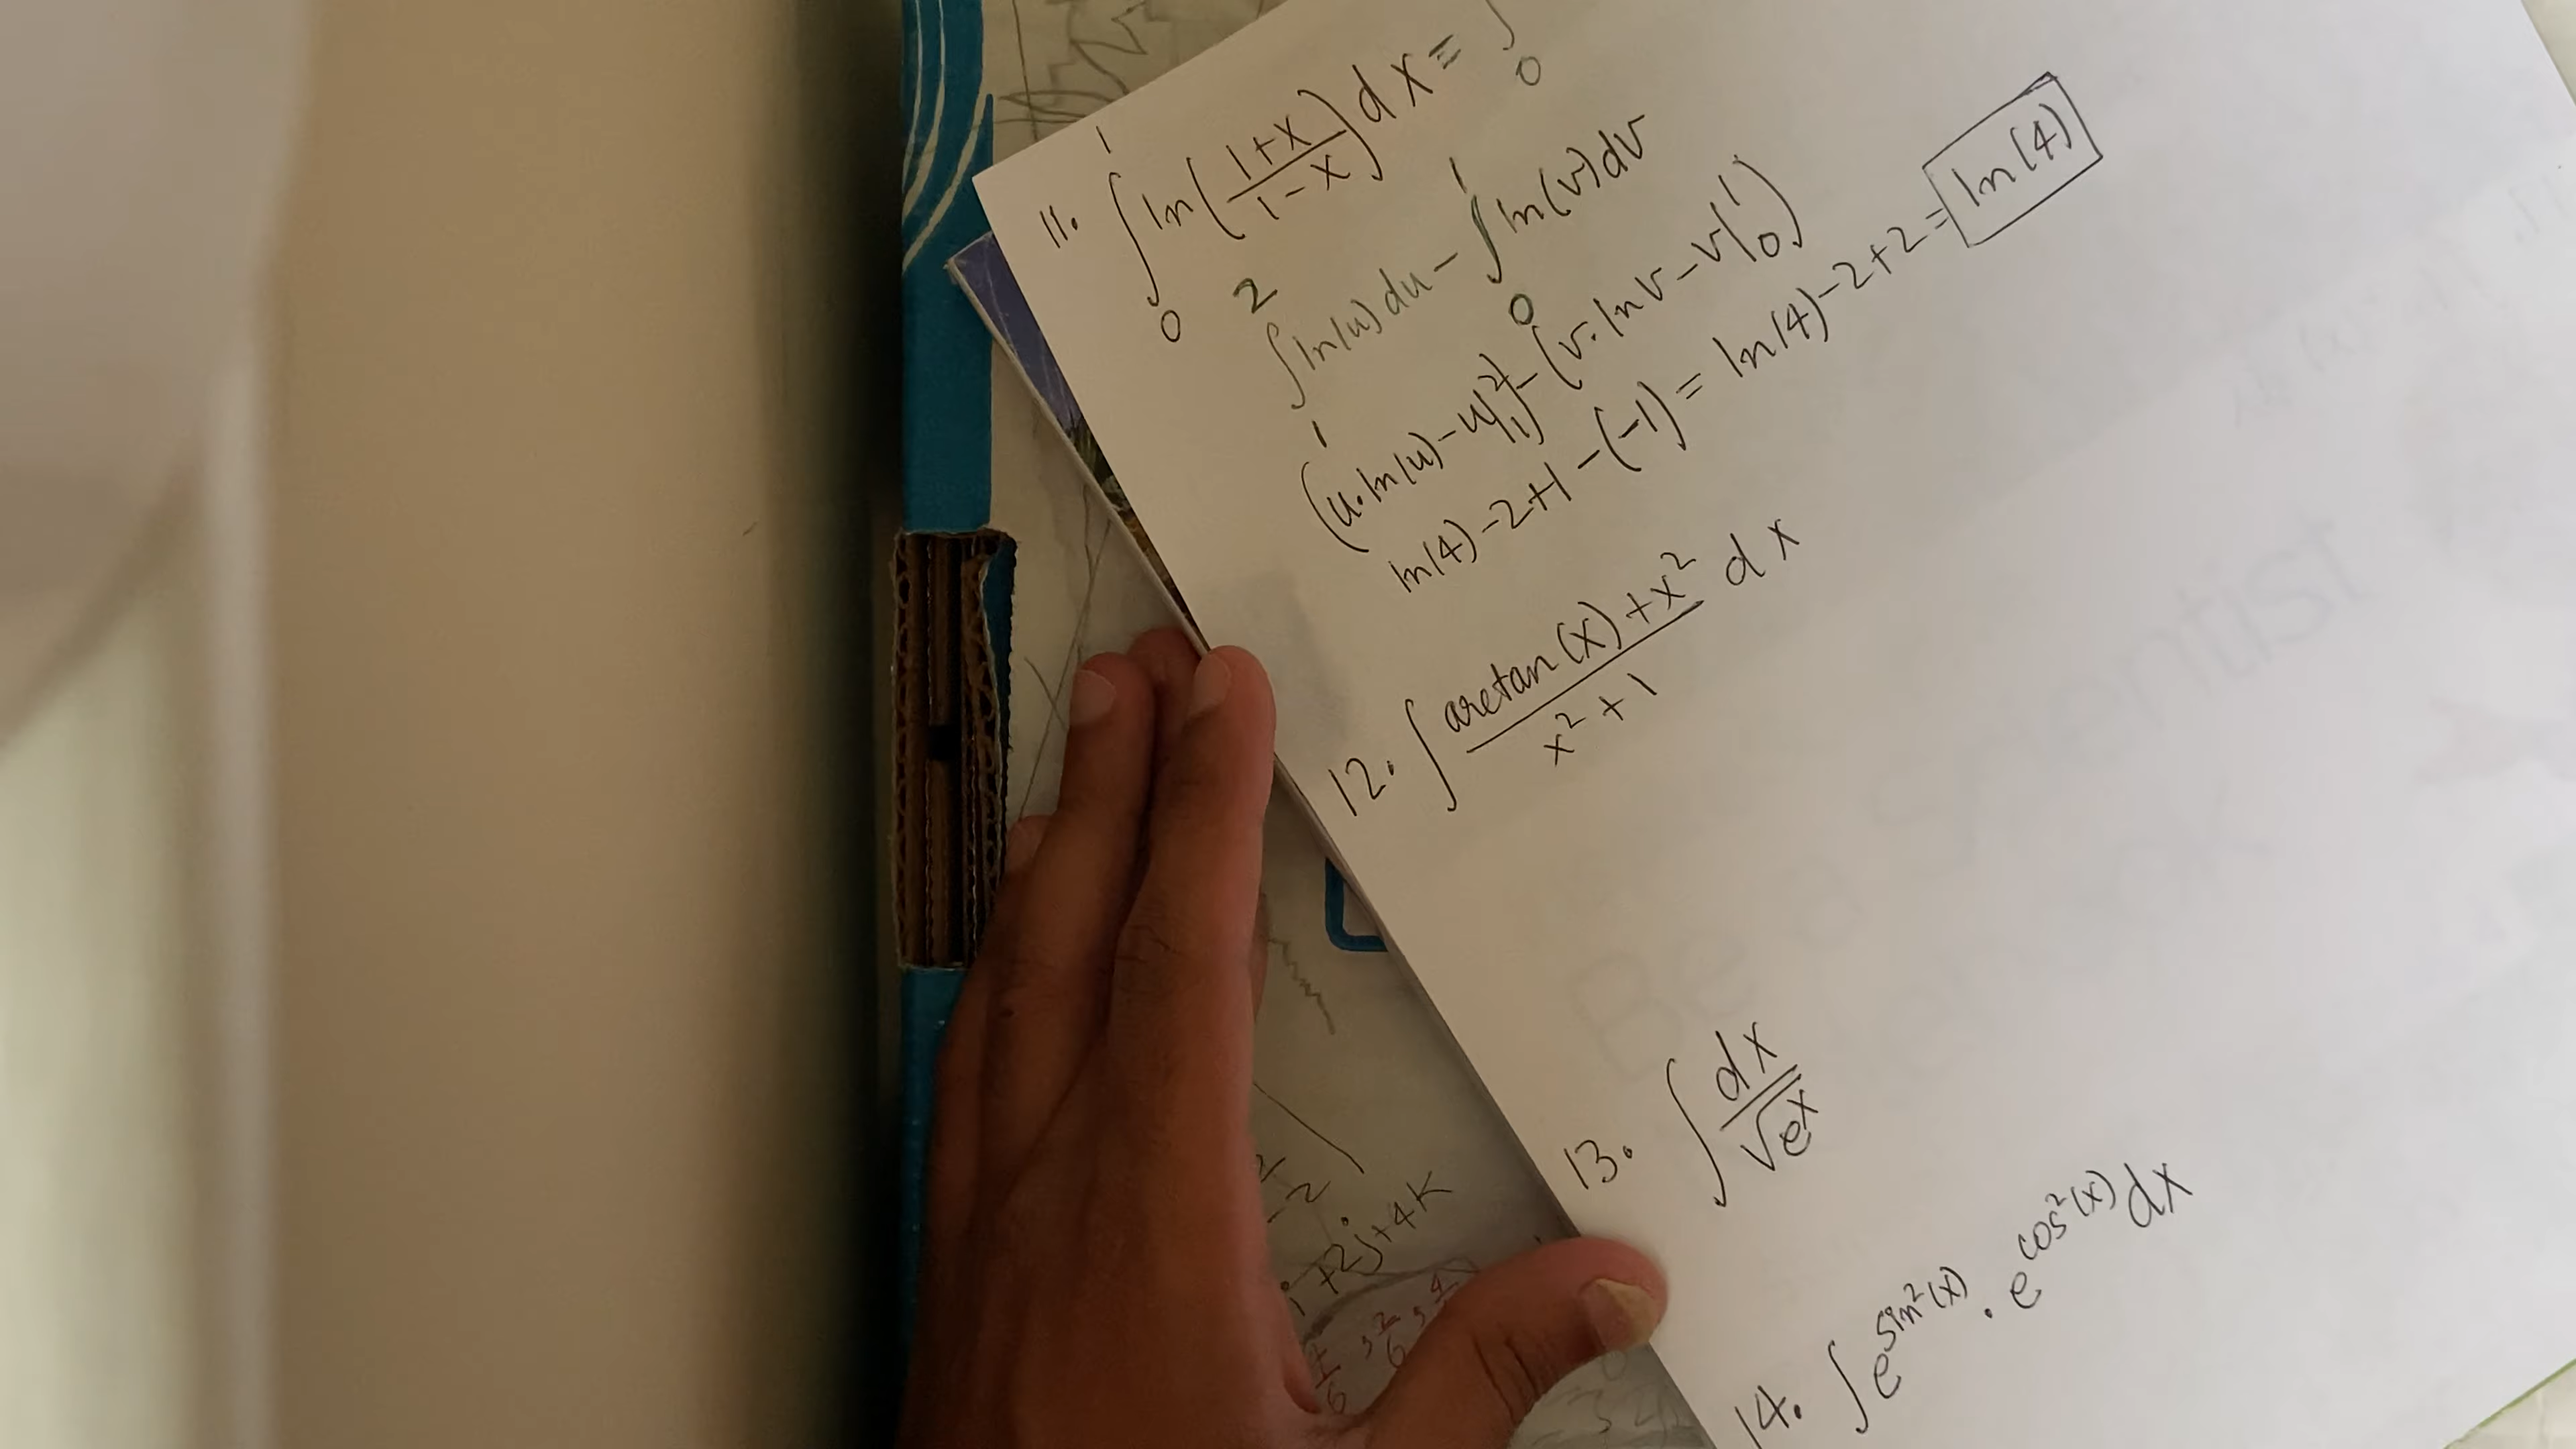 11. ∫₀¹ ln((1+x)/(1-x)) dx = ∫₀
∫₁² ln(u) du - ∫₀¹ ln(v) dv
(u·ln(u) - u|₁²) - (v·ln v - v|₀¹)
ln(4) -2+1 -(-1) = ln(4) -2+2 = ln(4)
12. ∫ (arctan(x) + x²)/(x² + 1) dx
13. ∫ dx/√eˣ
14. ∫ e^sin²(x) · e^cos²(x) dx
+2j+4k